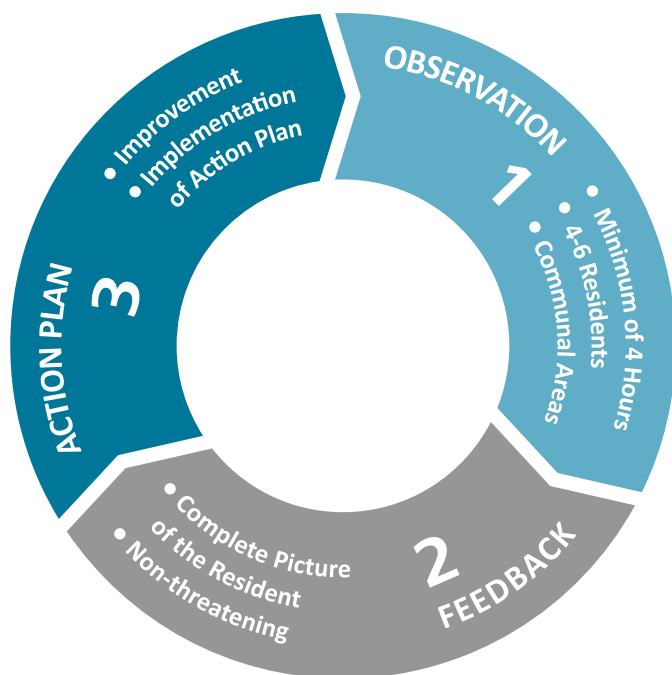 OBSERVATION
1
• Minimum of 4 Hours
• 4-6 Residents
• Communal Areas
2
FEEDBACK
• Complete Picture
of the Resident
• Non-threatening
3
ACTION PLAN
• Improvement
• Implementation
of Action Plan